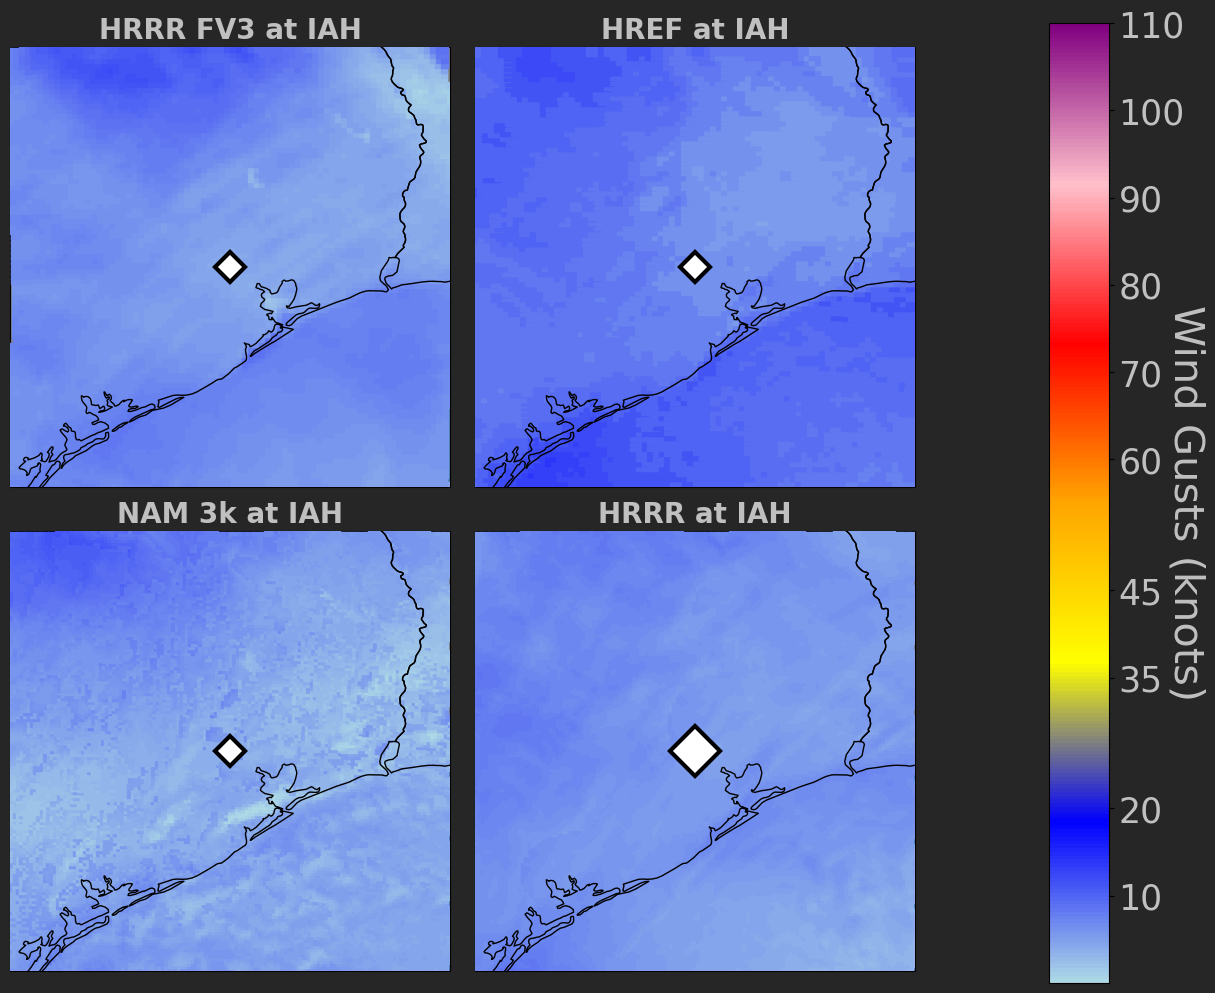 HRRR FV3 at IAH
HREF at IAH
NAM 3k at IAH
HRRR at IAH
110
100
90
80
70
60
45
35
20
10
Wind Gusts (knots)